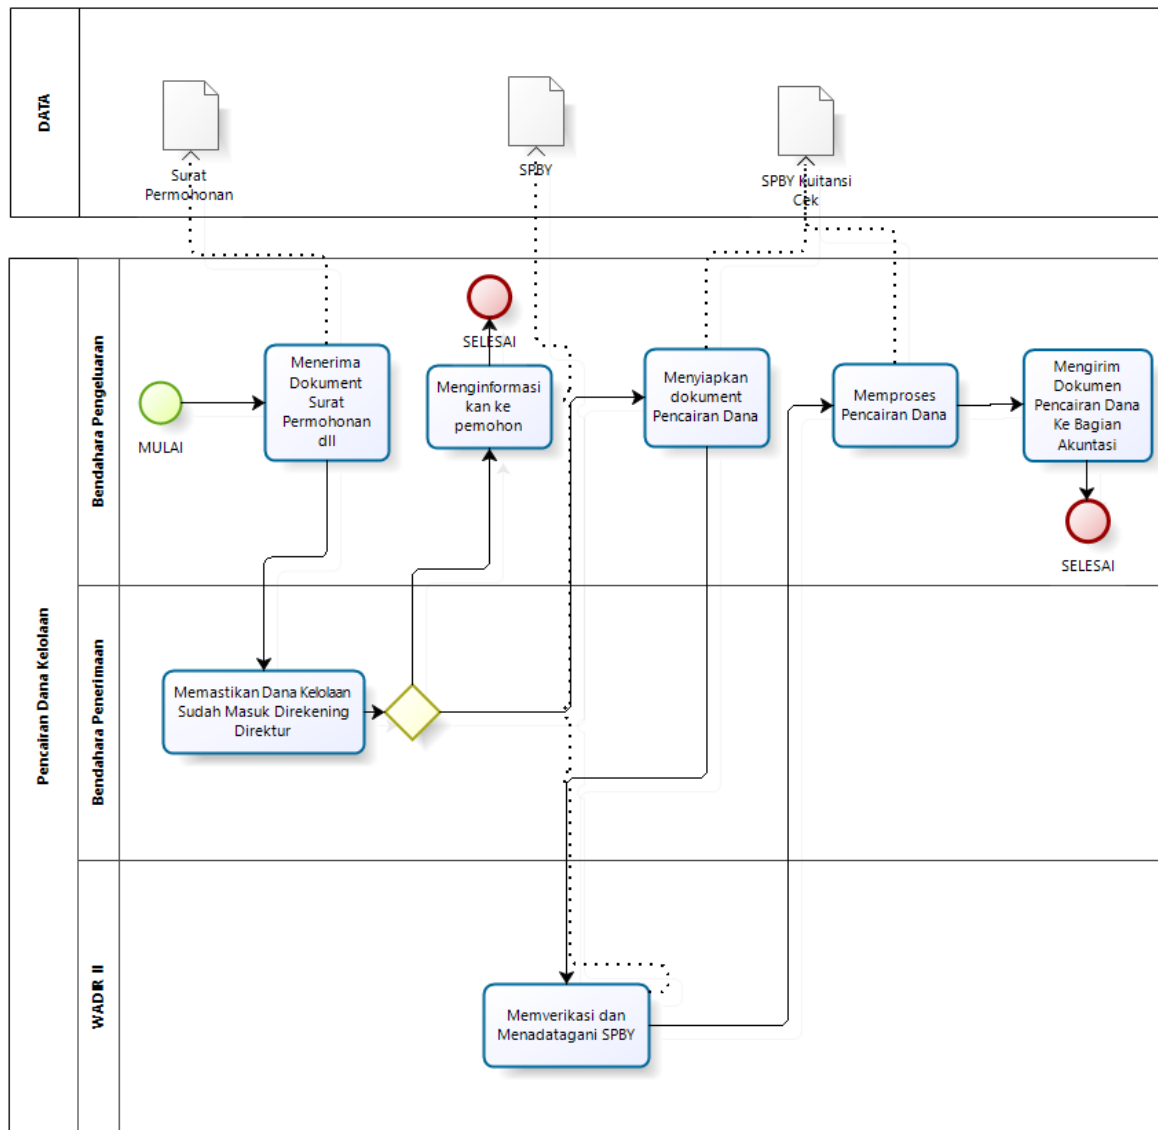 DATA
Surat
Permohonan
SPBY
SPBY Kuitansi
Cek
Pencairan Dana Kelolaan
Bendahara Pengeluaran
MULAI
Menerima
Dokument
Surat
Permohonan
dll
SELESAI
Menginformasi
kan ke
pemohon
Menyiapkan
dokument
Pencairan Dana
Memproses
Pencairan Dana
Mengirim
Dokumen
Pencairan Dana
Ke Bagian
Akuntasi
SELESAI
Bendahara Penerimaan
Memastikan Dana Kelolaan
Sudah Masuk Direkening
Direktur
WADIR II
Memverikasi dan
Menadatagani SPBY